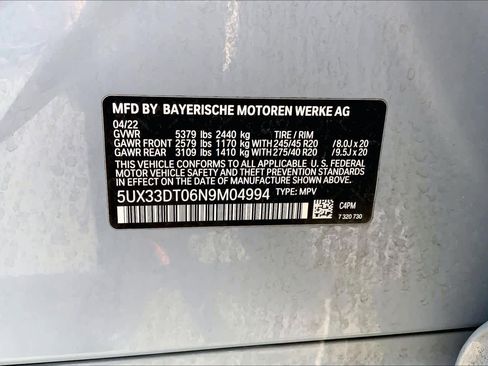 MFD BY BAYERISCHE MOTOREN WERKE AG
04/22
GVWR 5379 lbs 2440 kg TIRE / RIM
GAWR FRONT 2579 lbs 1170 kg WITH 245/45 R20 / 8.0J x 20
GAWR REAR 3109 lbs 1410 kg WITH 275/40 R20 / 9.5J x 20
THIS VEHICLE CONFORMS TO ALL APPLICABLE U. S. FEDERAL
MOTOR VEHICLE SAFETY AND THEFT PREVENTION STANDARDS
IN EFFECT ON THE DATE OF MANUFACTURE SHOWN ABOVE.
5UX33DT06N9M04994 TYPE: MPV
C4PM
7 320 730